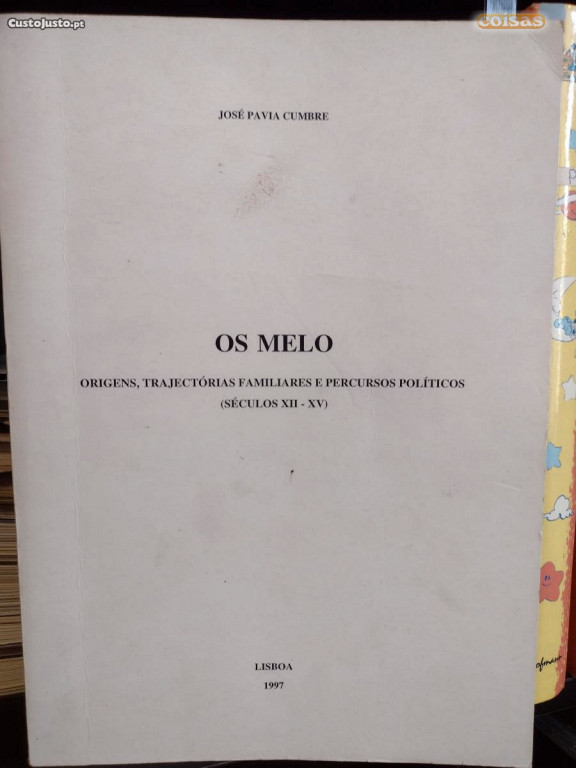 CustoJusto.pt
coisas
JOSÉ PAVIA CUMBRE
OS MELO
ORIGENS, TRAJECTÓRIAS FAMILIARES E PERCURSOS POLÍTICOS
(SÉCULOS XII - XV)
LISBOA
1997